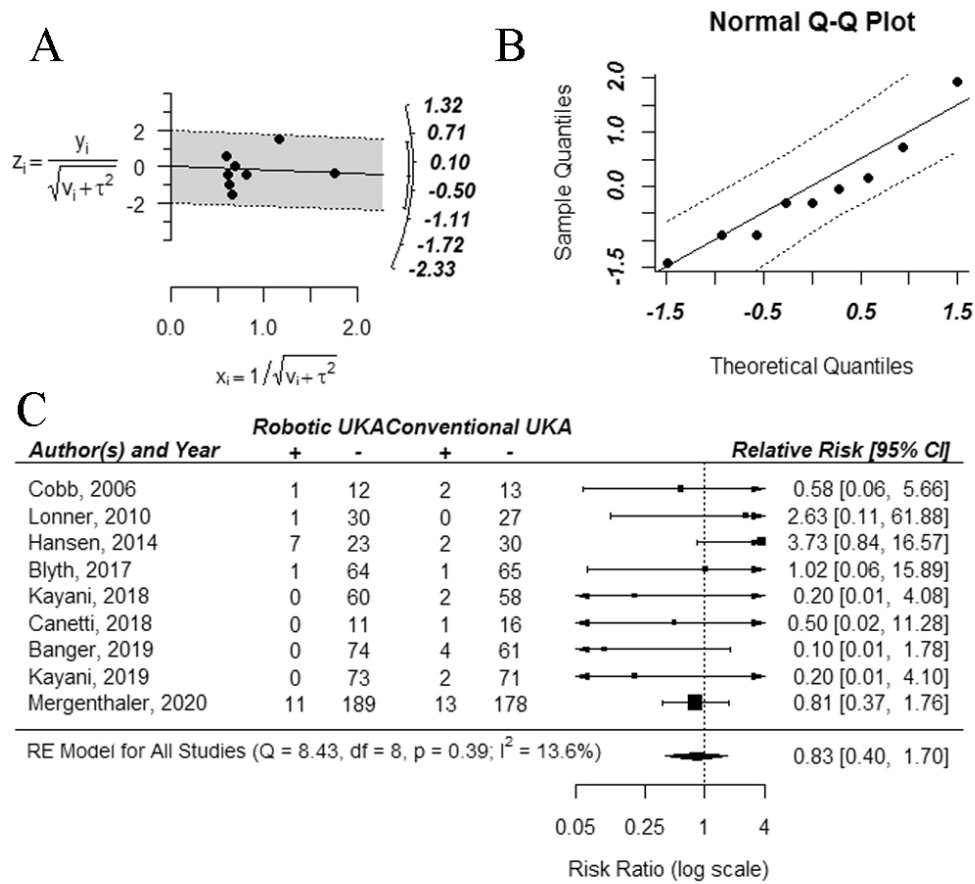 A
z_i = y_i / √(v_i + τ²)
2
0
-2
0.0 1.0 2.0
x_i = 1/√(v_i + τ²)
1.32
0.71
0.10
-0.50
-1.11
-1.72
-2.33
B
Normal Q-Q Plot
Sample Quantiles
2.0
1.0
0.0
-1.5
-1.5 -0.5 0.5 1.5
Theoretical Quantiles
C
Robotic UKAConventional UKA
Author(s) and Year + - + - Relative Risk [95% CI]
Cobb, 2006 1 12 2 13 0.58 [0.06, 5.66]
Lonner, 2010 1 30 0 27 2.63 [0.11, 61.88]
Hansen, 2014 7 23 2 30 3.73 [0.84, 16.57]
Blyth, 2017 1 64 1 65 1.02 [0.06, 15.89]
Kayani, 2018 0 60 2 58 0.20 [0.01, 4.08]
Canetti, 2018 0 11 1 16 0.50 [0.02, 11.28]
Banger, 2019 0 74 4 61 0.10 [0.01, 1.78]
Kayani, 2019 0 73 2 71 0.20 [0.01, 4.10]
Mergenthaler, 2020 11 189 13 178 0.81 [0.37, 1.76]
RE Model for All Studies (Q = 8.43, df = 8, p = 0.39; I² = 13.6%) 0.83 [0.40, 1.70]
0.05 0.25 1 4
Risk Ratio (log scale)